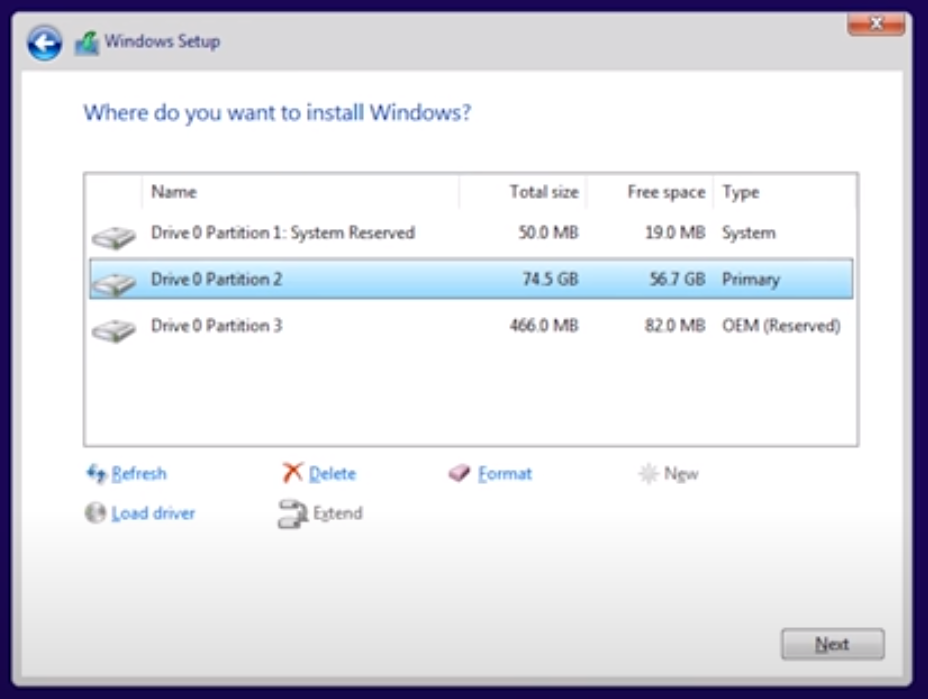 Windows Setup
Where do you want to install Windows?
Name Total size Free space Type
Drive 0 Partition 1: System Reserved 50.0 MB 19.0 MB System
Drive 0 Partition 2 74.5 GB 56.7 GB Primary
Drive 0 Partition 3 466.0 MB 82.0 MB OEM (Reserved)
Refresh Delete Format New
Load driver Extend
Next